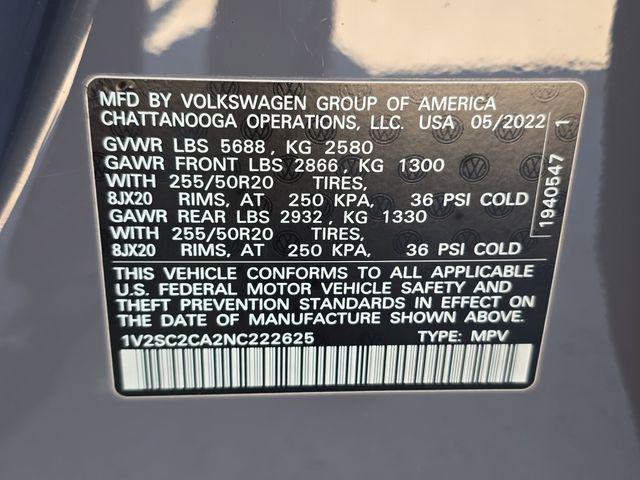 MFD BY VOLKSWAGEN GROUP OF AMERICA
CHATTANOOGA OPERATIONS, LLC. USA 05/2022
GVWR LBS 5688, KG 2580
GAWR FRONT LBS 2866, KG 1300
WITH 255/50R20 TIRES,
8JX20 RIMS, AT 250 KPA, 36 PSI COLD
GAWR REAR LBS 2932, KG 1330
WITH 255/50R20 TIRES,
8JX20 RIMS, AT 250 KPA, 36 PSI COLD
THIS VEHICLE CONFORMS TO ALL APPLICABLE
U.S. FEDERAL MOTOR VEHICLE SAFETY AND
THEFT PREVENTION STANDARDS IN EFFECT ON
THE DATE OF MANUFACTURE SHOWN ABOVE.
1V2SC2CA2NC222625 TYPE: MPV
1940547 1